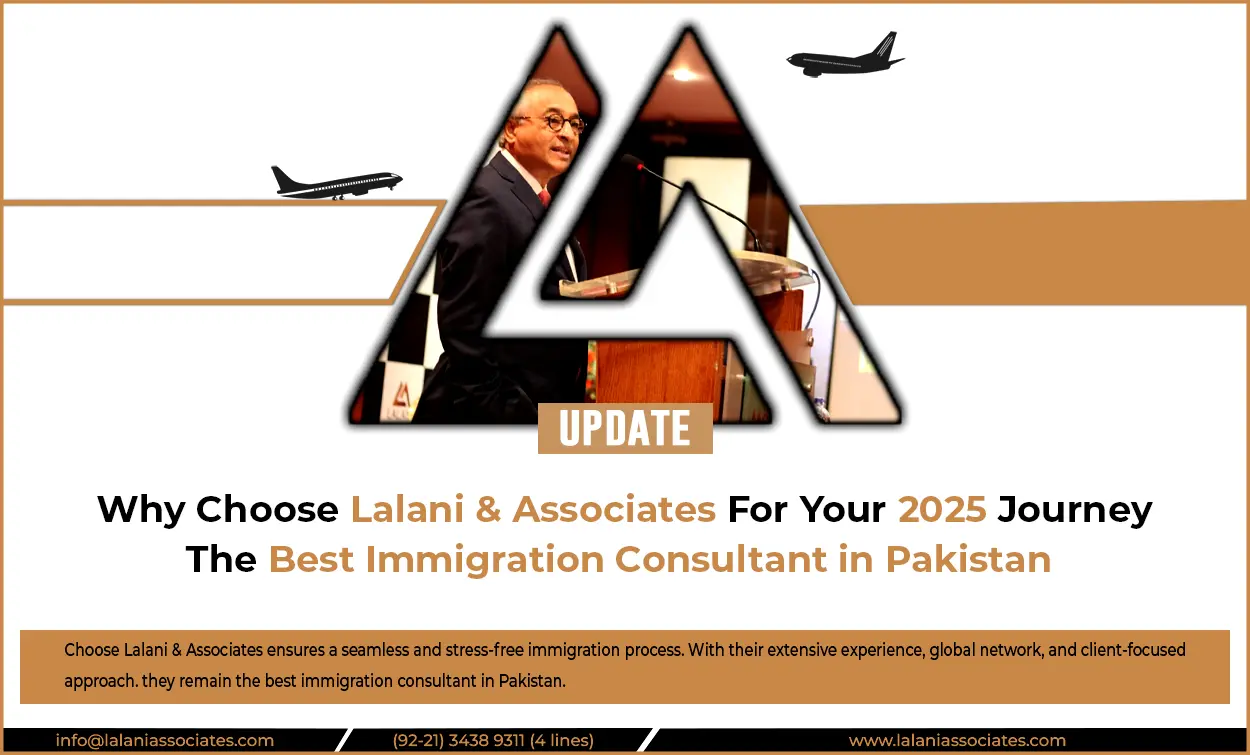 LALAN
UPDATE
Why Choose Lalani & Associates For Your 2025 Journey
The Best Immigration Consultant in Pakistan
Choose Lalani & Associates ensures a seamless and stress-free immigration process. With their extensive experience, global network, and client-focused
approach. they remain the best immigration consultant in Pakistan.
info@lalaniassociates.com (92-21) 3438 9311 (4 lines) www.lalaniassociates.com